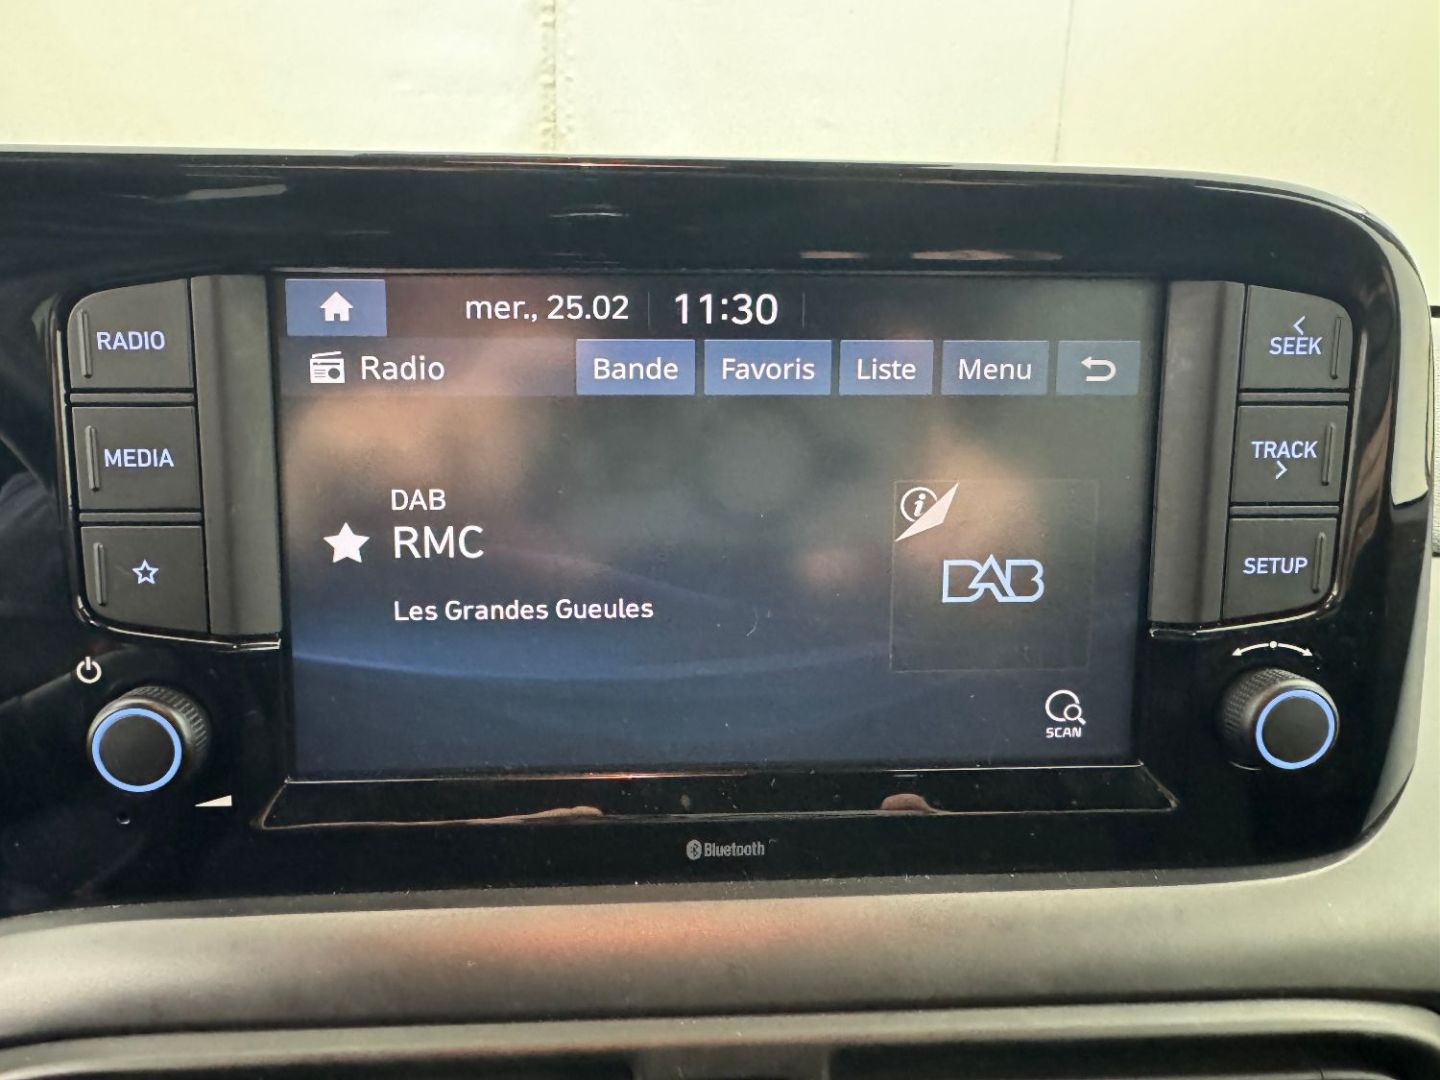 mer., 25.02 11:30
RADIO
Radio Bande Favoris Liste Menu
SEEK
MEDIA
TRACK
DAB
RMC
Les Grandes Gueules
DAB
SETUP
SCAN
Bluetooth